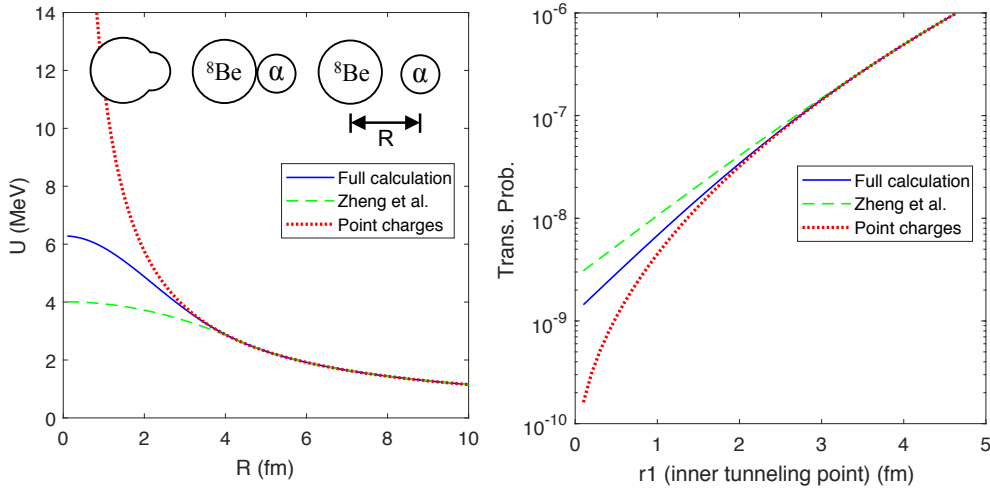 14
12
10
8
6
4
2
0
U (MeV)
⁸Be
α
⁸Be
α
R
Full calculation
Zheng et al.
Point charges
0
2
4
6
8
10
R (fm)
10⁻⁶
10⁻⁷
10⁻⁸
10⁻⁹
10⁻¹⁰
Trans. Prob.
Full calculation
Zheng et al.
Point charges
0
1
2
3
4
5
r1 (inner tunneling point) (fm)